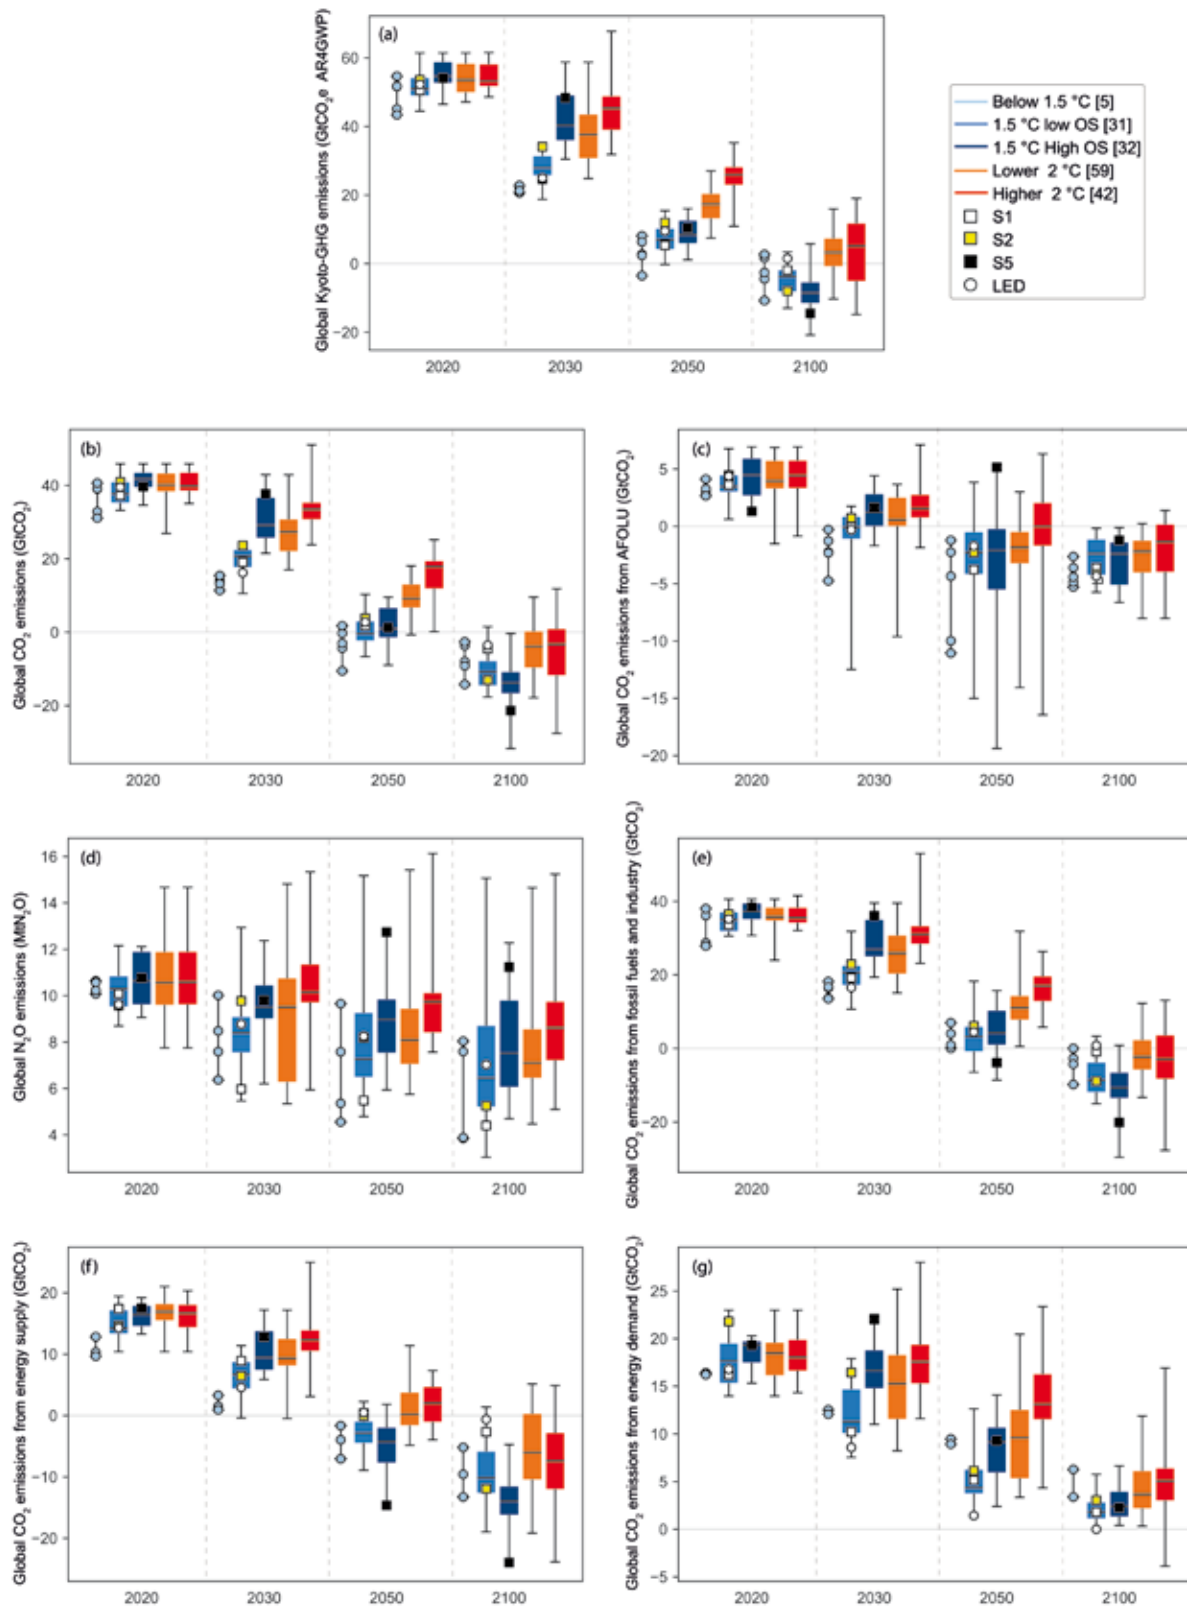 (a)
Global Kyoto-GHG emissions (GtCO₂e AR4GWP)
60
40
20
0
−20
2020 2030 2050 2100
Below 1.5 °C [5]
1.5 °C low OS [31]
1.5 °C High OS [32]
Lower 2 °C [59]
Higher 2 °C [42]
S1
S2
S5
LED
(b)
Global CO₂ emissions (GtCO₂)
40
20
0
−20
2020 2030 2050 2100
(c)
Global CO₂ emissions from AFOLU (GtCO₂)
5
0
−5
−10
−15
−20
2020 2030 2050 2100
(d)
Global N₂O emissions (MtN₂O)
16
14
12
10
8
6
4
2020 2030 2050 2100
(e)
Global CO₂ emissions from fossil fuels and industry (GtCO₂)
40
20
0
−20
2020 2030 2050 2100
(f)
Global CO₂ emissions from energy supply (GtCO₂)
20
10
0
−10
−20
2020 2030 2050 2100
(g)
Global CO₂ emissions from energy demand (GtCO₂)
25
20
15
10
5
0
−5
2020 2030 2050 2100